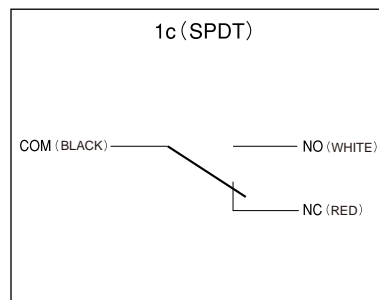 1c（SPDT）
COM（BLACK）
NO（WHITE）
NC（RED）